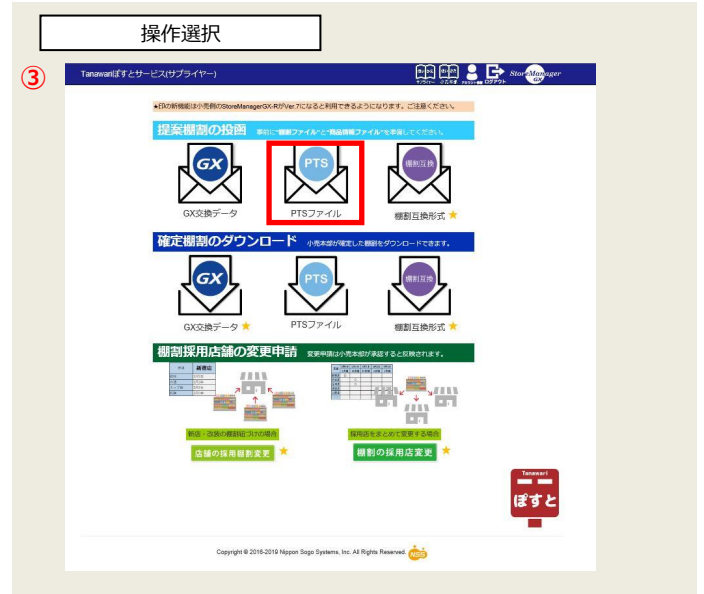 操作選択
③
Tanawariぽすとサービス(サプライヤー)
ログアウト
StoreManager GX
★印の新機能は小売側のStoreManagerGX-RがVer.7になると利用できるようになります。ご注意ください。
提案棚割の投函 事前に"棚割ファイル"と"商品情報ファイル"を準備してください。
GX PTS 棚割互換
GX交換データ PTSファイル 棚割互換形式 ★
確定棚割のダウンロード 小売本部が確定した棚割をダウンロードできます。
GX PTS 棚割互換
GX交換データ ★ PTSファイル 棚割互換形式 ★
棚割採用店舗の変更申請 変更申請は小売本部が承認すると反映されます。
新宿店
新店・改装の棚割紐づけの場合 採用店をまとめて変更する場合
店舗の採用棚割変更 ★ 棚割の採用店変更 ★
Tanawari
ぽすと
Copyright © 2016-2019 Nippon Sogo Systems, Inc. All Rights Reserved. NSS